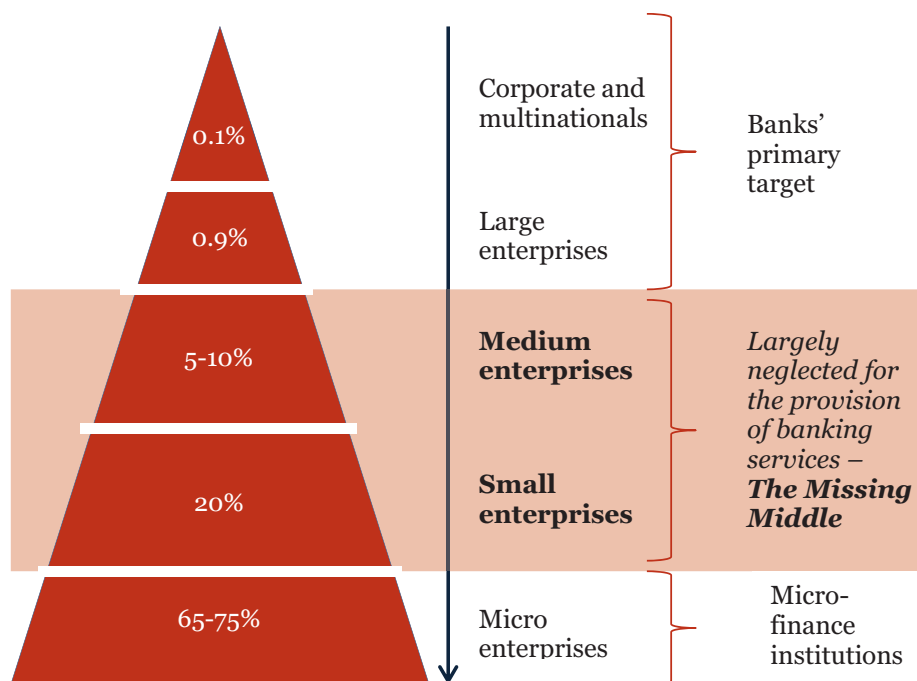 0.1%
Corporate and
multinationals
Banks’
primary
target
0.9%
Large
enterprises
5-10%
Medium
enterprises
Largely
neglected for
the provision
of banking
services –
The Missing
Middle
20%
Small
enterprises
65-75%
Micro
enterprises
Micro-
finance
institutions